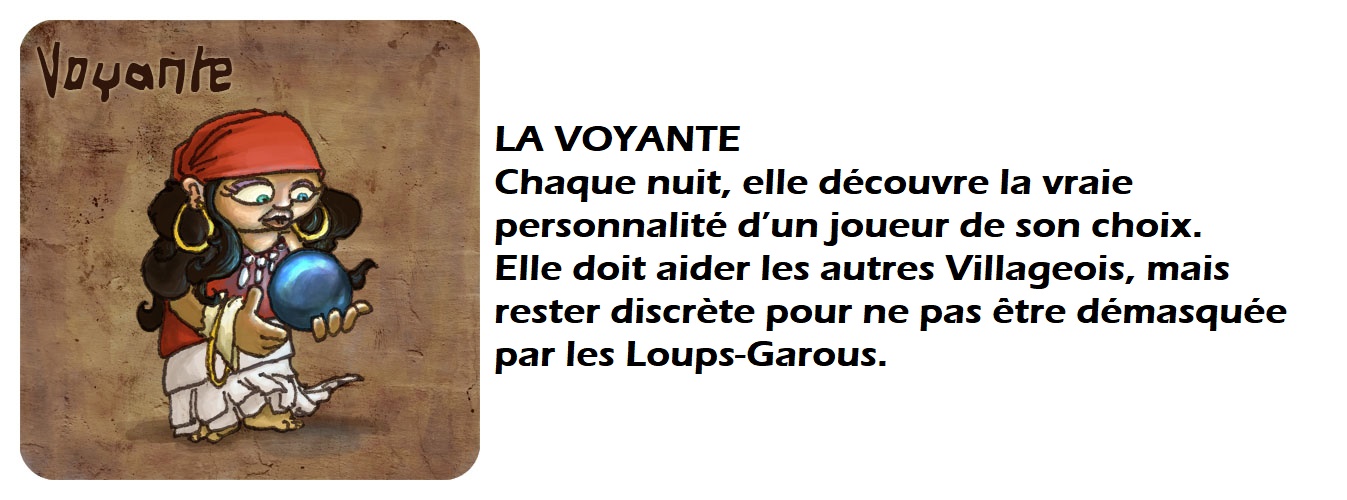 Voyante
LA VOYANTE
Chaque nuit, elle découvre la vraie
personnalité d’un joueur de son choix.
Elle doit aider les autres Villageois, mais
rester discrète pour ne pas être démasquée
par les Loups-Garous.